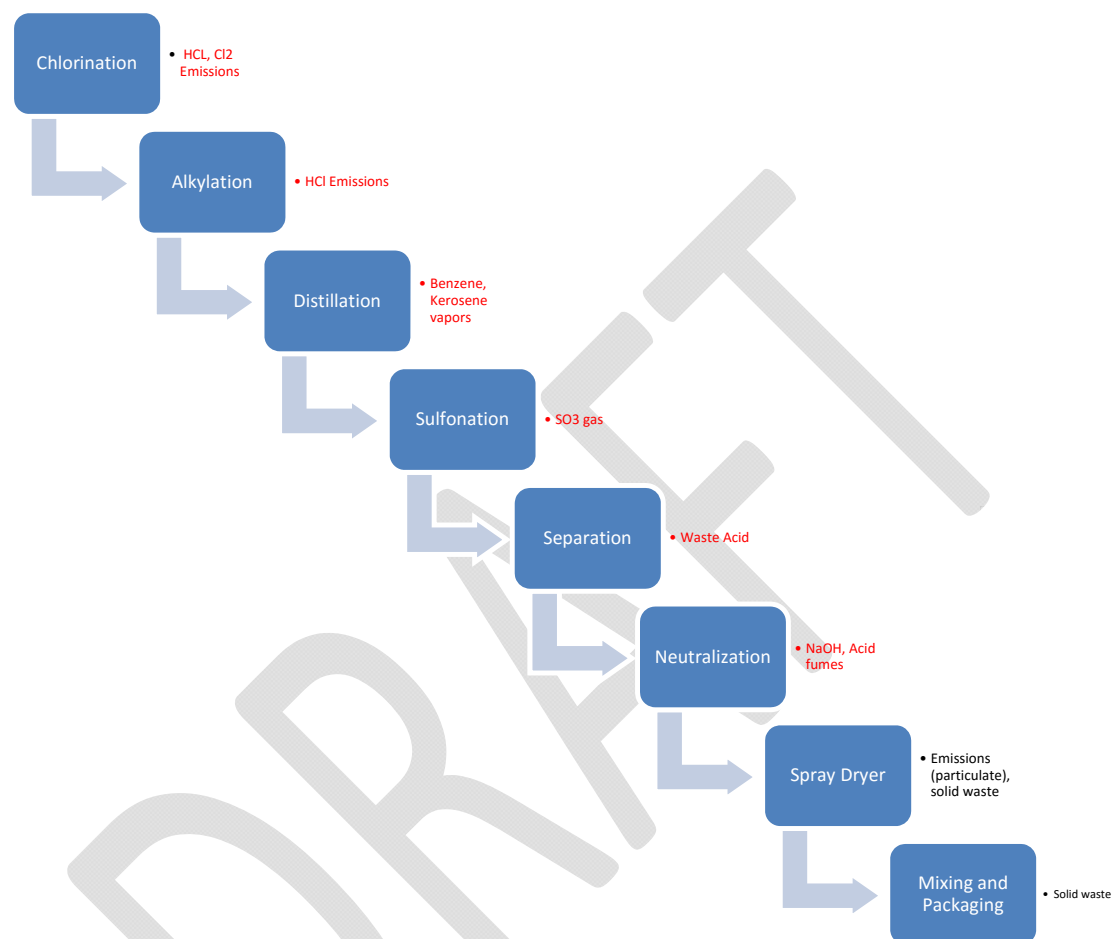 Chlorination
• HCL, Cl2
Emissions
Alkylation
• HCl Emissions
Distillation
• Benzene,
Kerosene
vapors
Sulfonation
• SO3 gas
Separation
• Waste Acid
Neutralization
• NaOH, Acid
fumes
Spray Dryer
• Emissions
(particulate),
solid waste
Mixing and
Packaging
• Solid waste
DRAFT